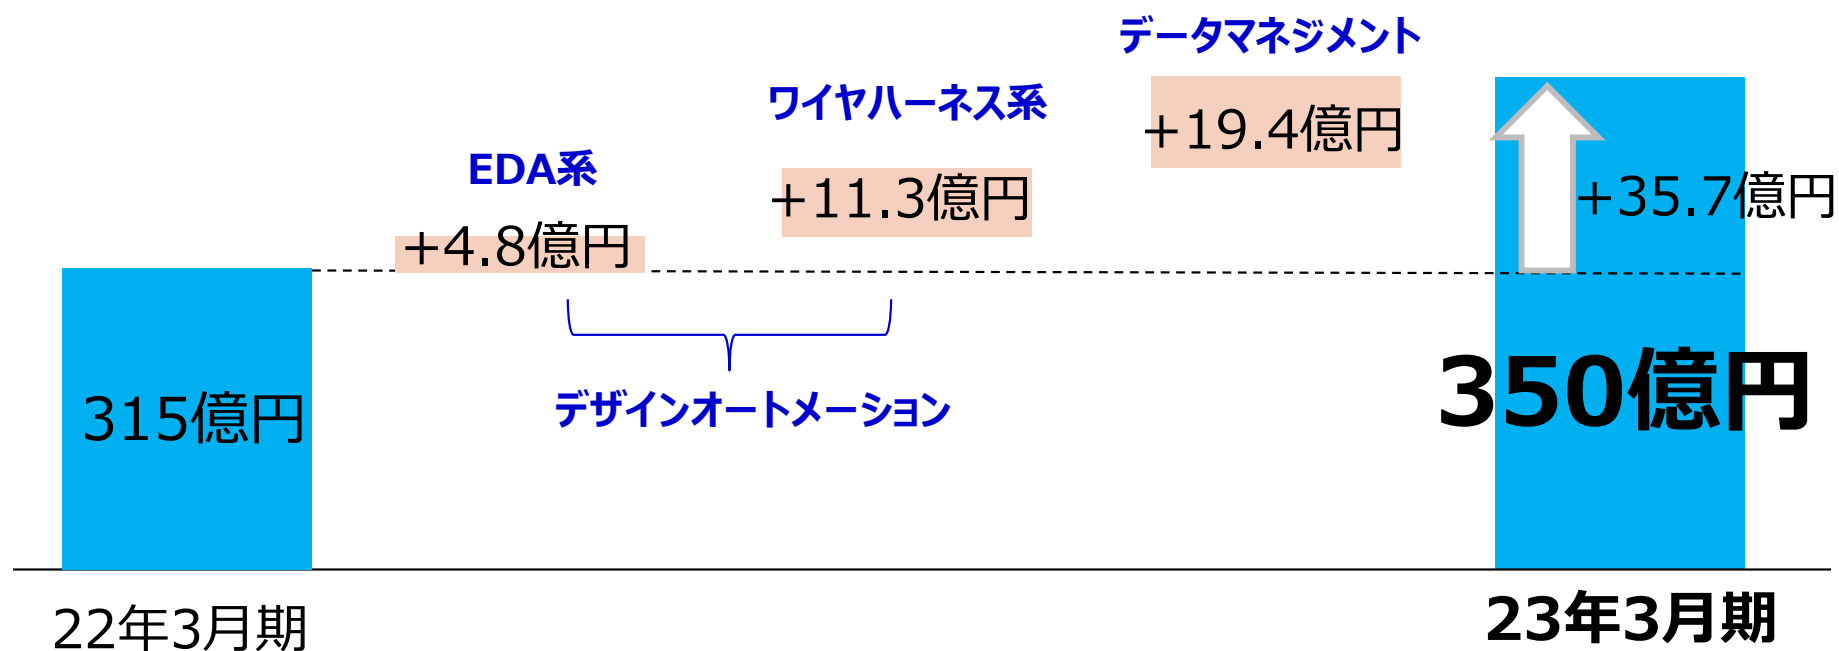 データマネジメント
+19.4億円
ワイヤハーネス系
+11.3億円
EDA系
+4.8億円
+35.7億円
デザインオートメーション
315億円
350億円
22年3月期
23年3月期